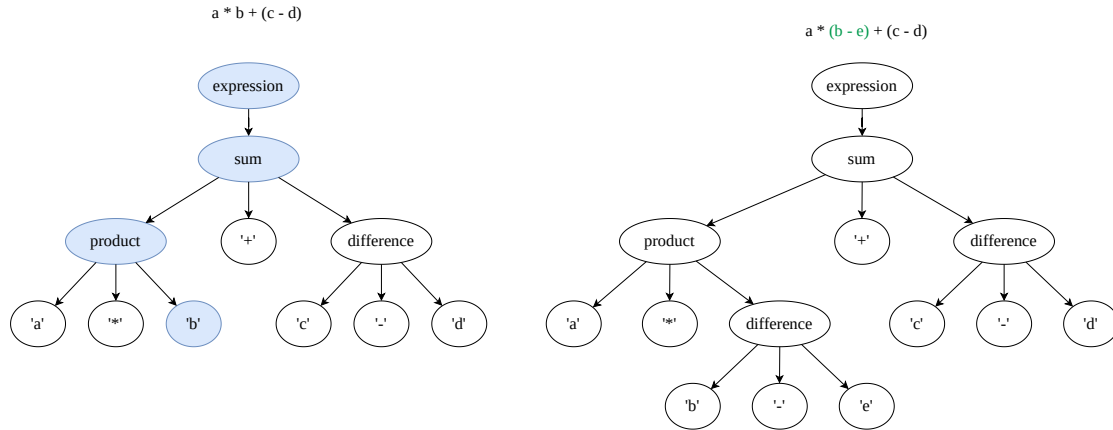 a * b + (c - d)
expression
sum
product
'+'
difference
'a'
'*'
'b'
'c'
'-'
'd'
a * (b - e) + (c - d)
expression
sum
product
'+'
difference
'a'
'*'
difference
'c'
'-'
'd'
'b'
'-'
'e'